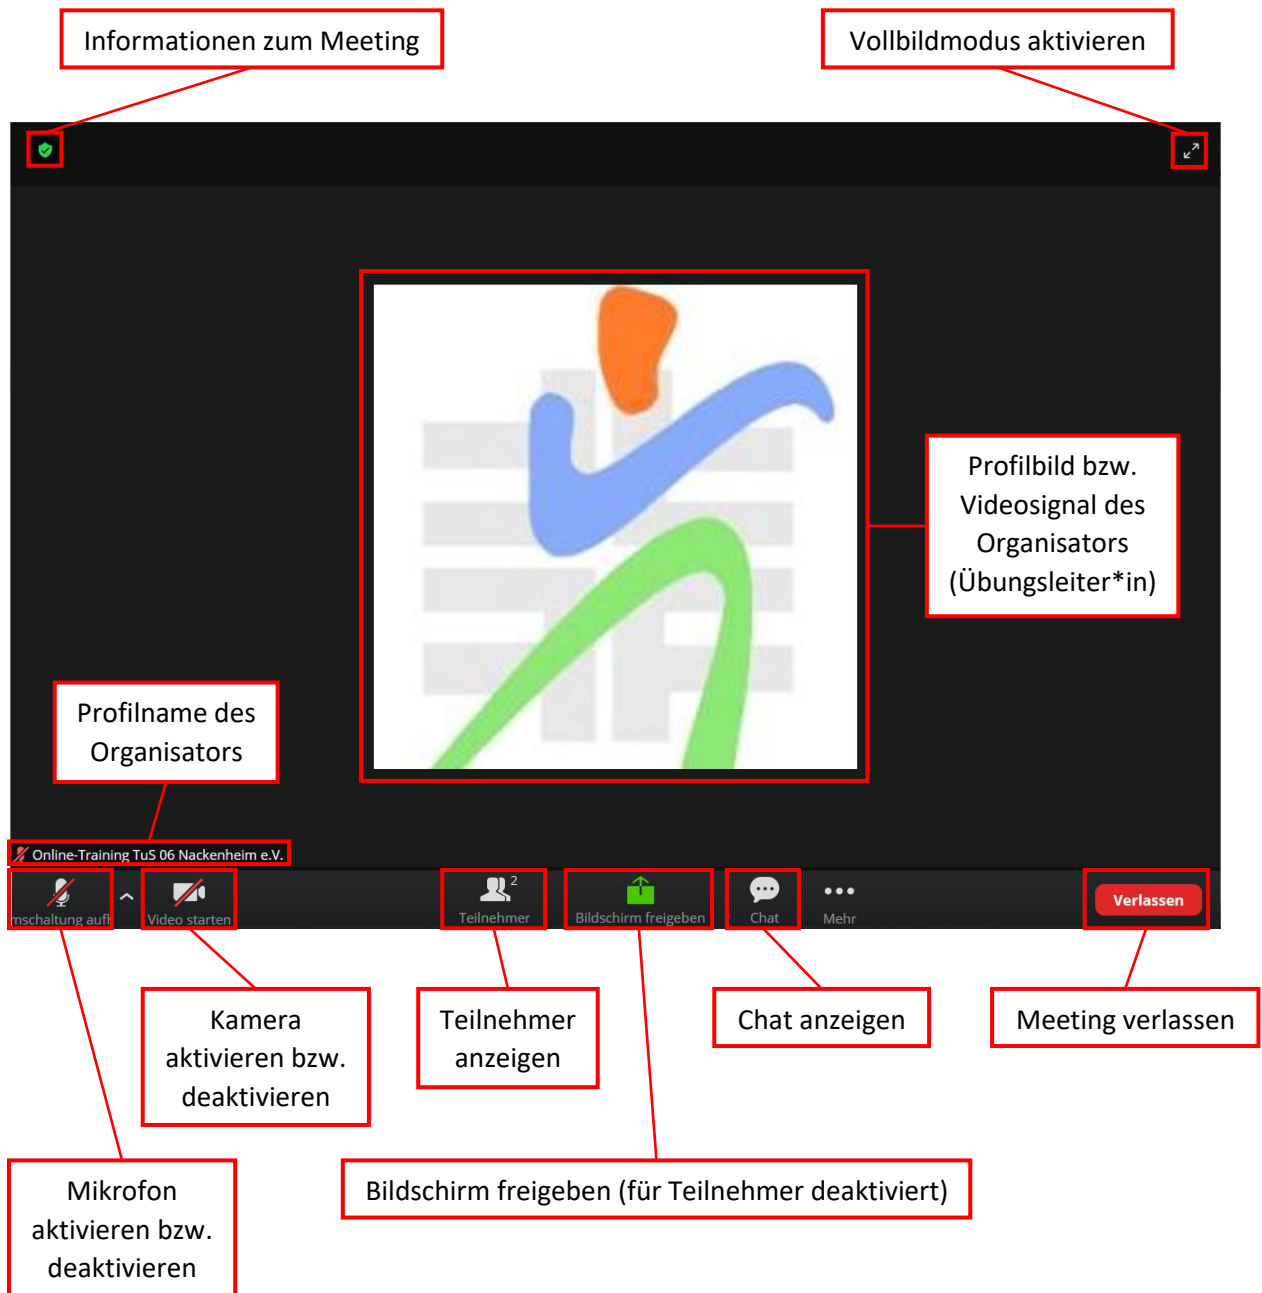 Informationen zum Meeting
Vollbildmodus aktivieren
Profilbild bzw.
Videosignal des
Organisators
(Übungsleiter*in)
Profilname des
Organisators
Online-Training TuS 06 Nackenheim e.V.
mschaltung aufh
Video starten
2
Teilnehmer
Bildschirm freigeben
Chat
Mehr
Verlassen
Kamera
aktivieren bzw.
deaktivieren
Teilnehmer
anzeigen
Chat anzeigen
Meeting verlassen
Mikrofon
aktivieren bzw.
deaktivieren
Bildschirm freigeben (für Teilnehmer deaktiviert)